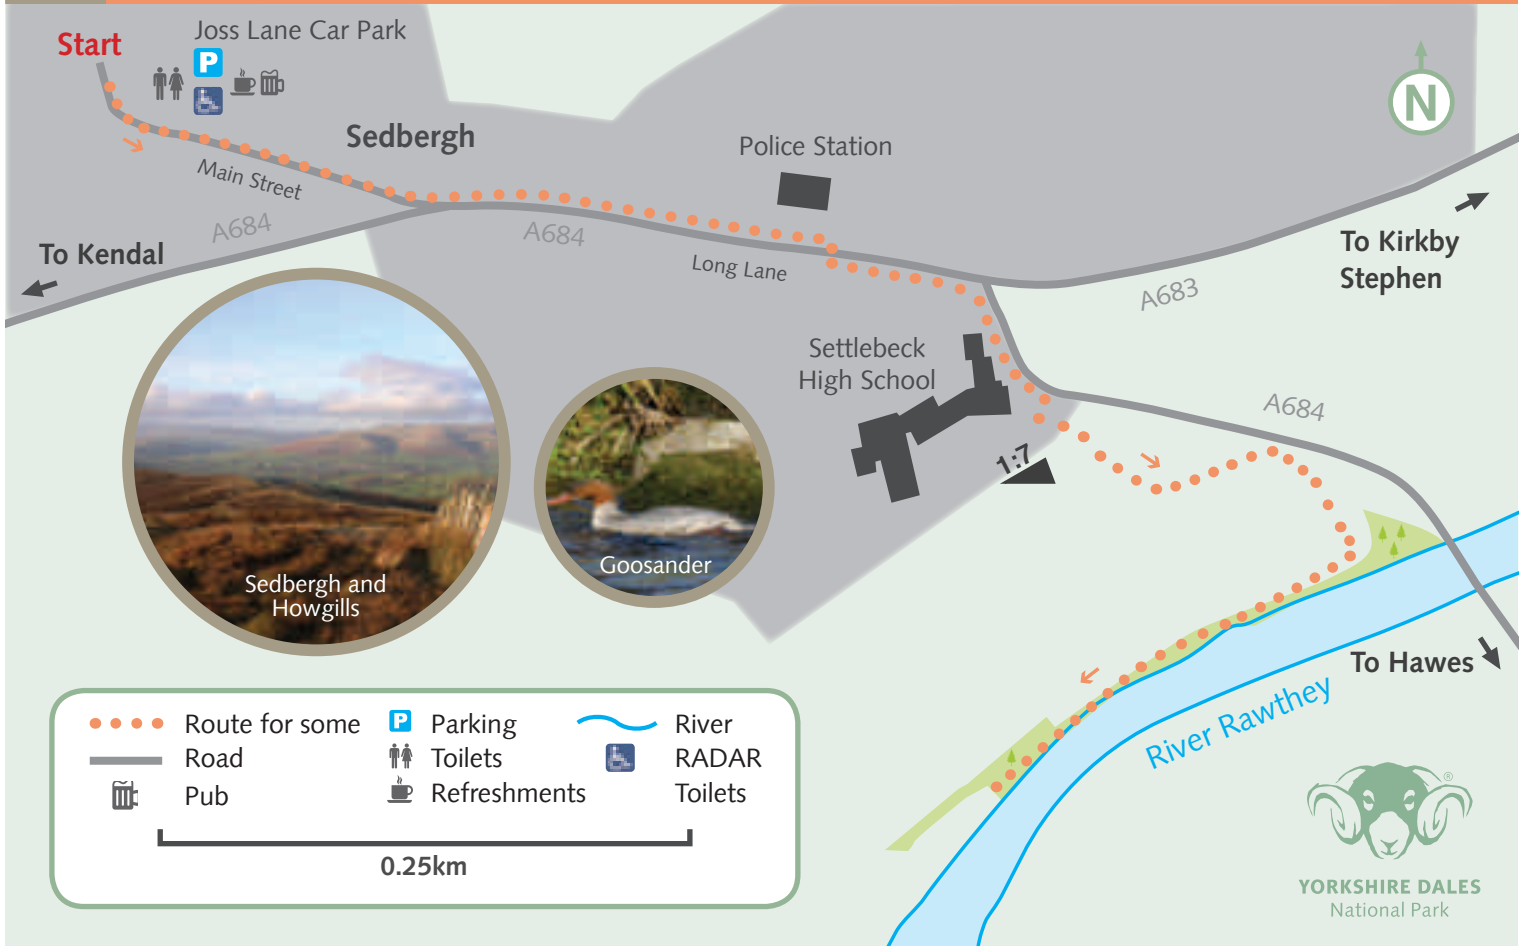 Joss Lane Car Park
Start
P
N
Sedbergh
Police Station
Main Street
A684
A684
To Kendal
Long Lane
To Kirkby
Stephen
A683
Settlebeck
High School
A684
1:7
Goosander
Sedbergh and
Howgills
To Hawes
River Rawthey
Route for some
P
Parking
River
Road
Toilets
RADAR
Toilets
Pub
Refreshments
0.25km
®
YORKSHIRE DALES
National Park